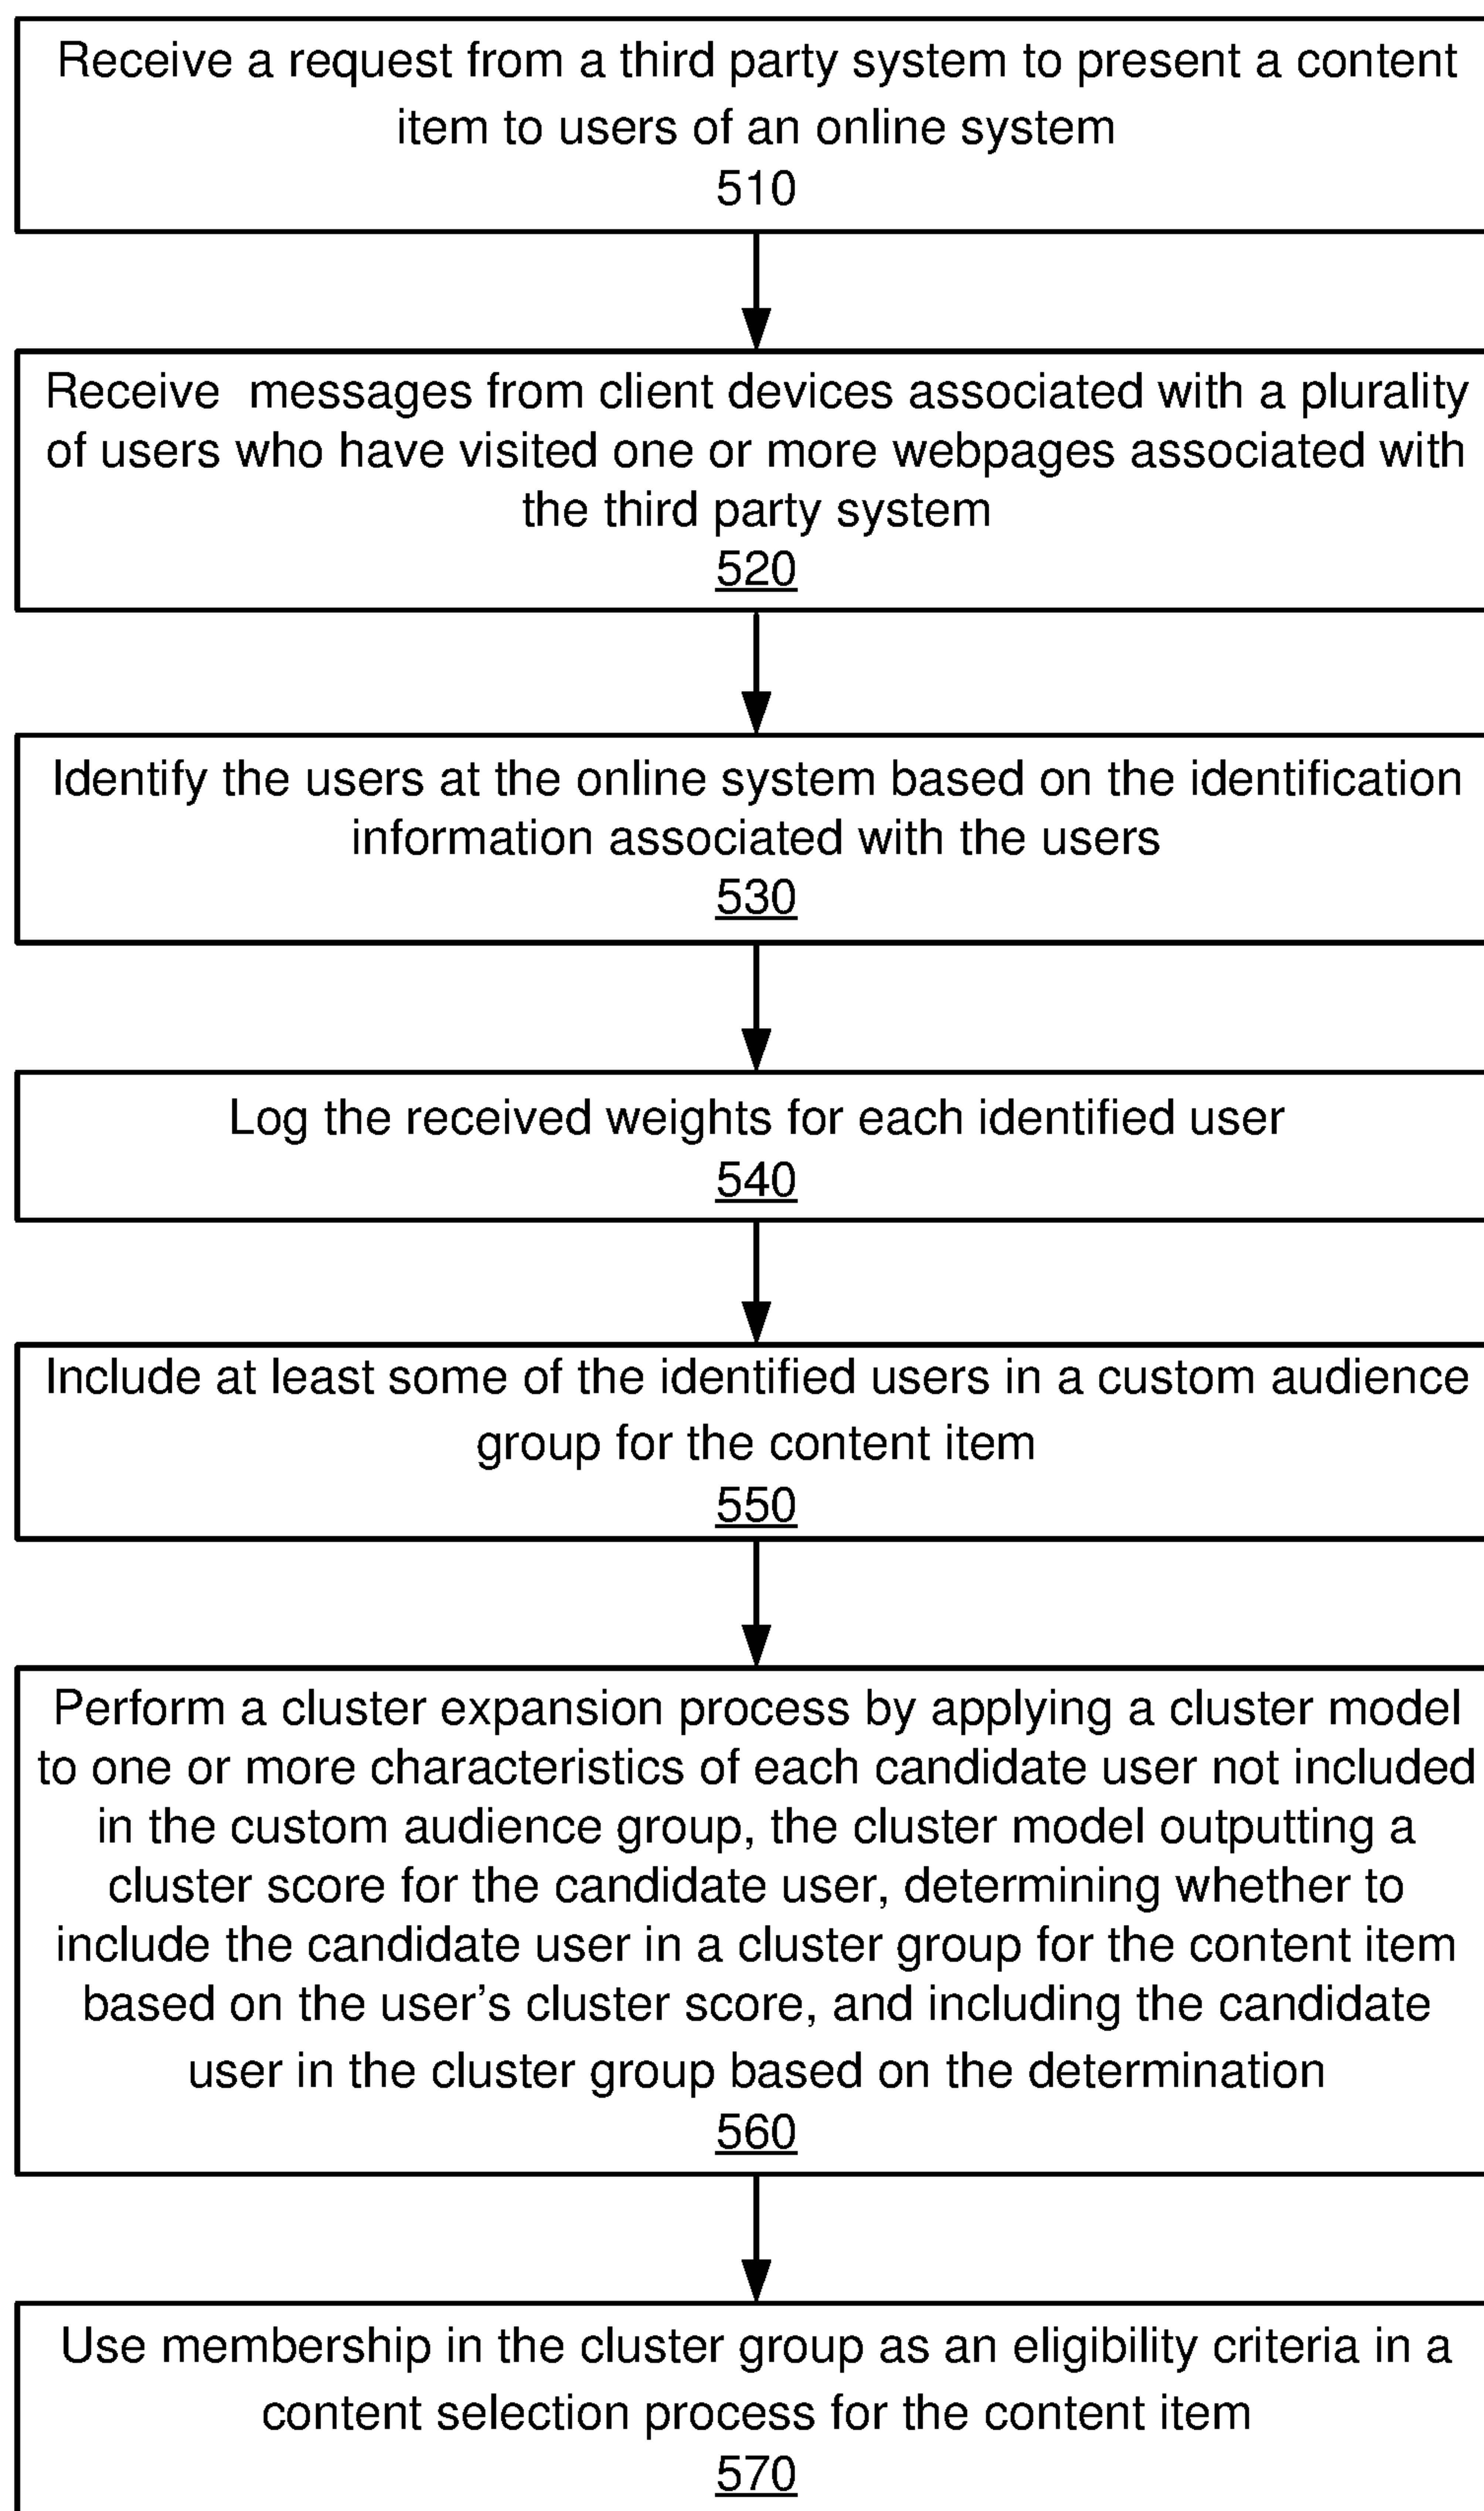 Receive a request from a third party system to present a content
item to users of an online system
510
Receive  messages from client devices associated with a plurality
of users who have visited one or more webpages associated with
the third party system
520
Identify the users at the online system based on the identification
information associated with the users
530
Log the received weights for each identified user
540
Include at least some of the identified users in a custom audience
group for the content item
550
Perform a cluster expansion process by applying a cluster model
to one or more characteristics of each candidate user not included
in the custom audience group, the cluster model outputting a
cluster score for the candidate user, determining whether to
include the candidate user in a cluster group for the content item
based on the user’s cluster score, and including the candidate
user in the cluster group based on the determination
560
Use membership in the cluster group as an eligibility criteria in a
content selection process for the content item
570